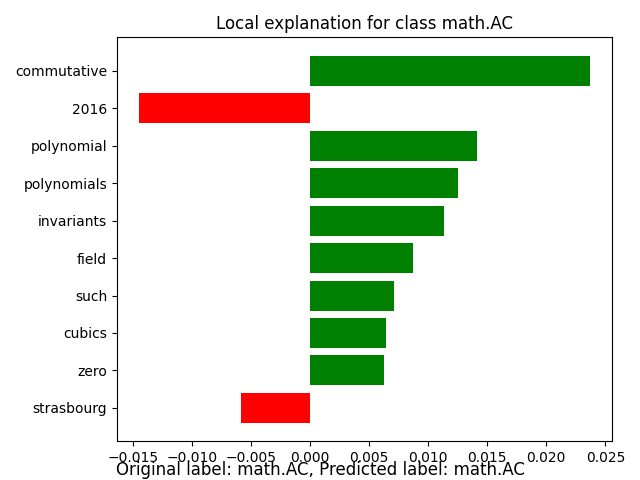 Local explanation for class math.AC
commutative
2016
polynomial
polynomials
invariants
field
such
cubics
zero
strasbourg
−0.015 −0.010 −0.005 0.000 0.005 0.010 0.015 0.020 0.025
Original label: math.AC, Predicted label: math.AC